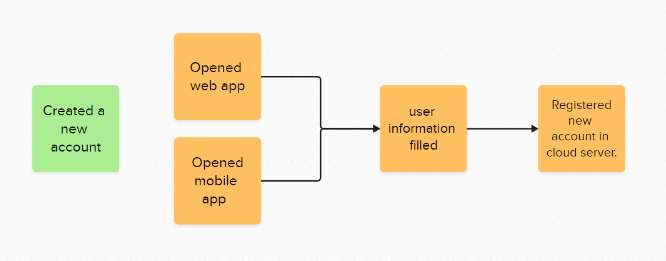 Created a
new
account
Opened
web app
Opened
mobile
app
user
information
filled
Registered
new
account in
cloud server.